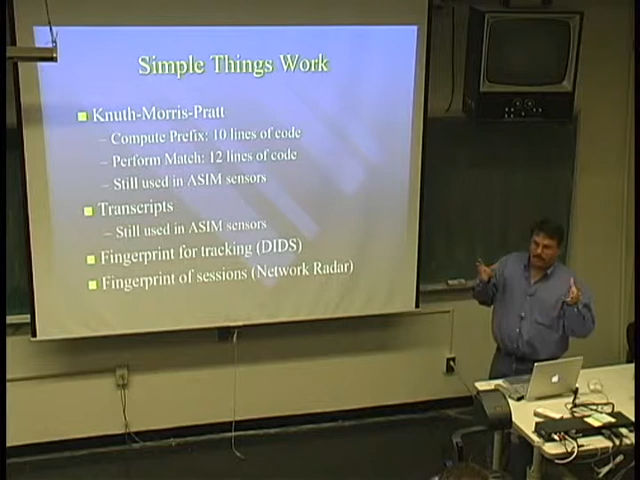 Simple Things Work
Knuth-Morris-Pratt
– Compute Prefix: 10 lines of code
– Perform Match: 12 lines of code
– Still used in ASIM sensors
Transcripts
– Still used in ASIM sensors
Fingerprint for tracking (DIDS)
Fingerprint of sessions (Network Radar)